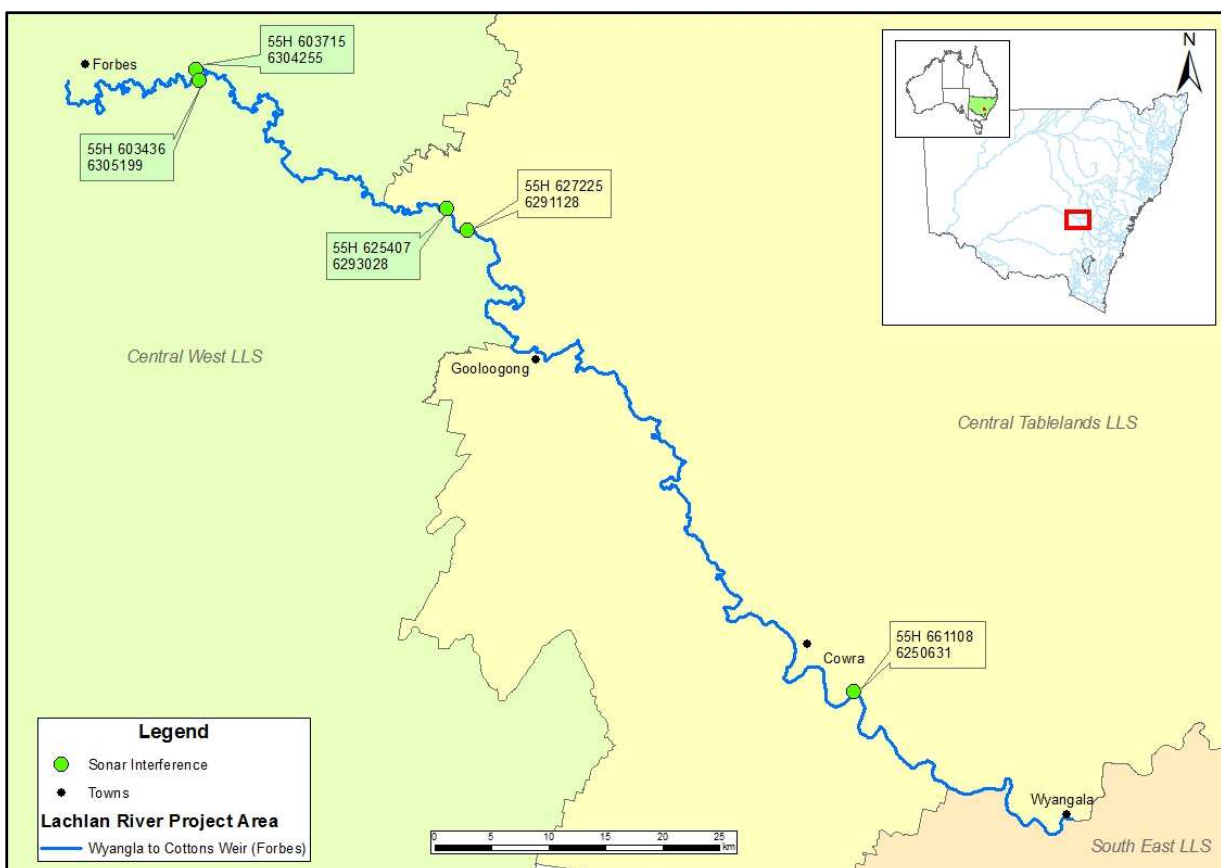 N
Forbes
55H 603715
6304255
55H 603436
6305199
55H 627225
6291128
55H 625407
6293028
Central West LLS
Gooloogong
Central Tablelands LLS
Cowra
55H 661108
6250631
Wyangala
South East LLS
Legend
Sonar Interference
Towns
Lachlan River Project Area
Wyangla to Cottons Weir (Forbes)
0 5 10 15 20 25
km